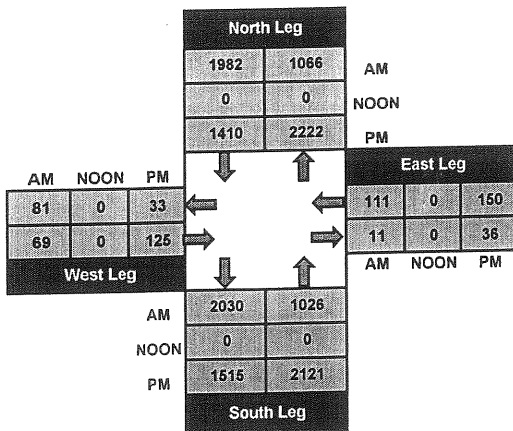 North Leg
1982 1066 AM
0 0 NOON
1410 2222 PM
East Leg
AM NOON PM
81 0 33
111 0 150
69 0 125
11 0 36
West Leg
AM NOON PM
AM 2030 1026
NOON 0 0
PM 1515 2121
South Leg